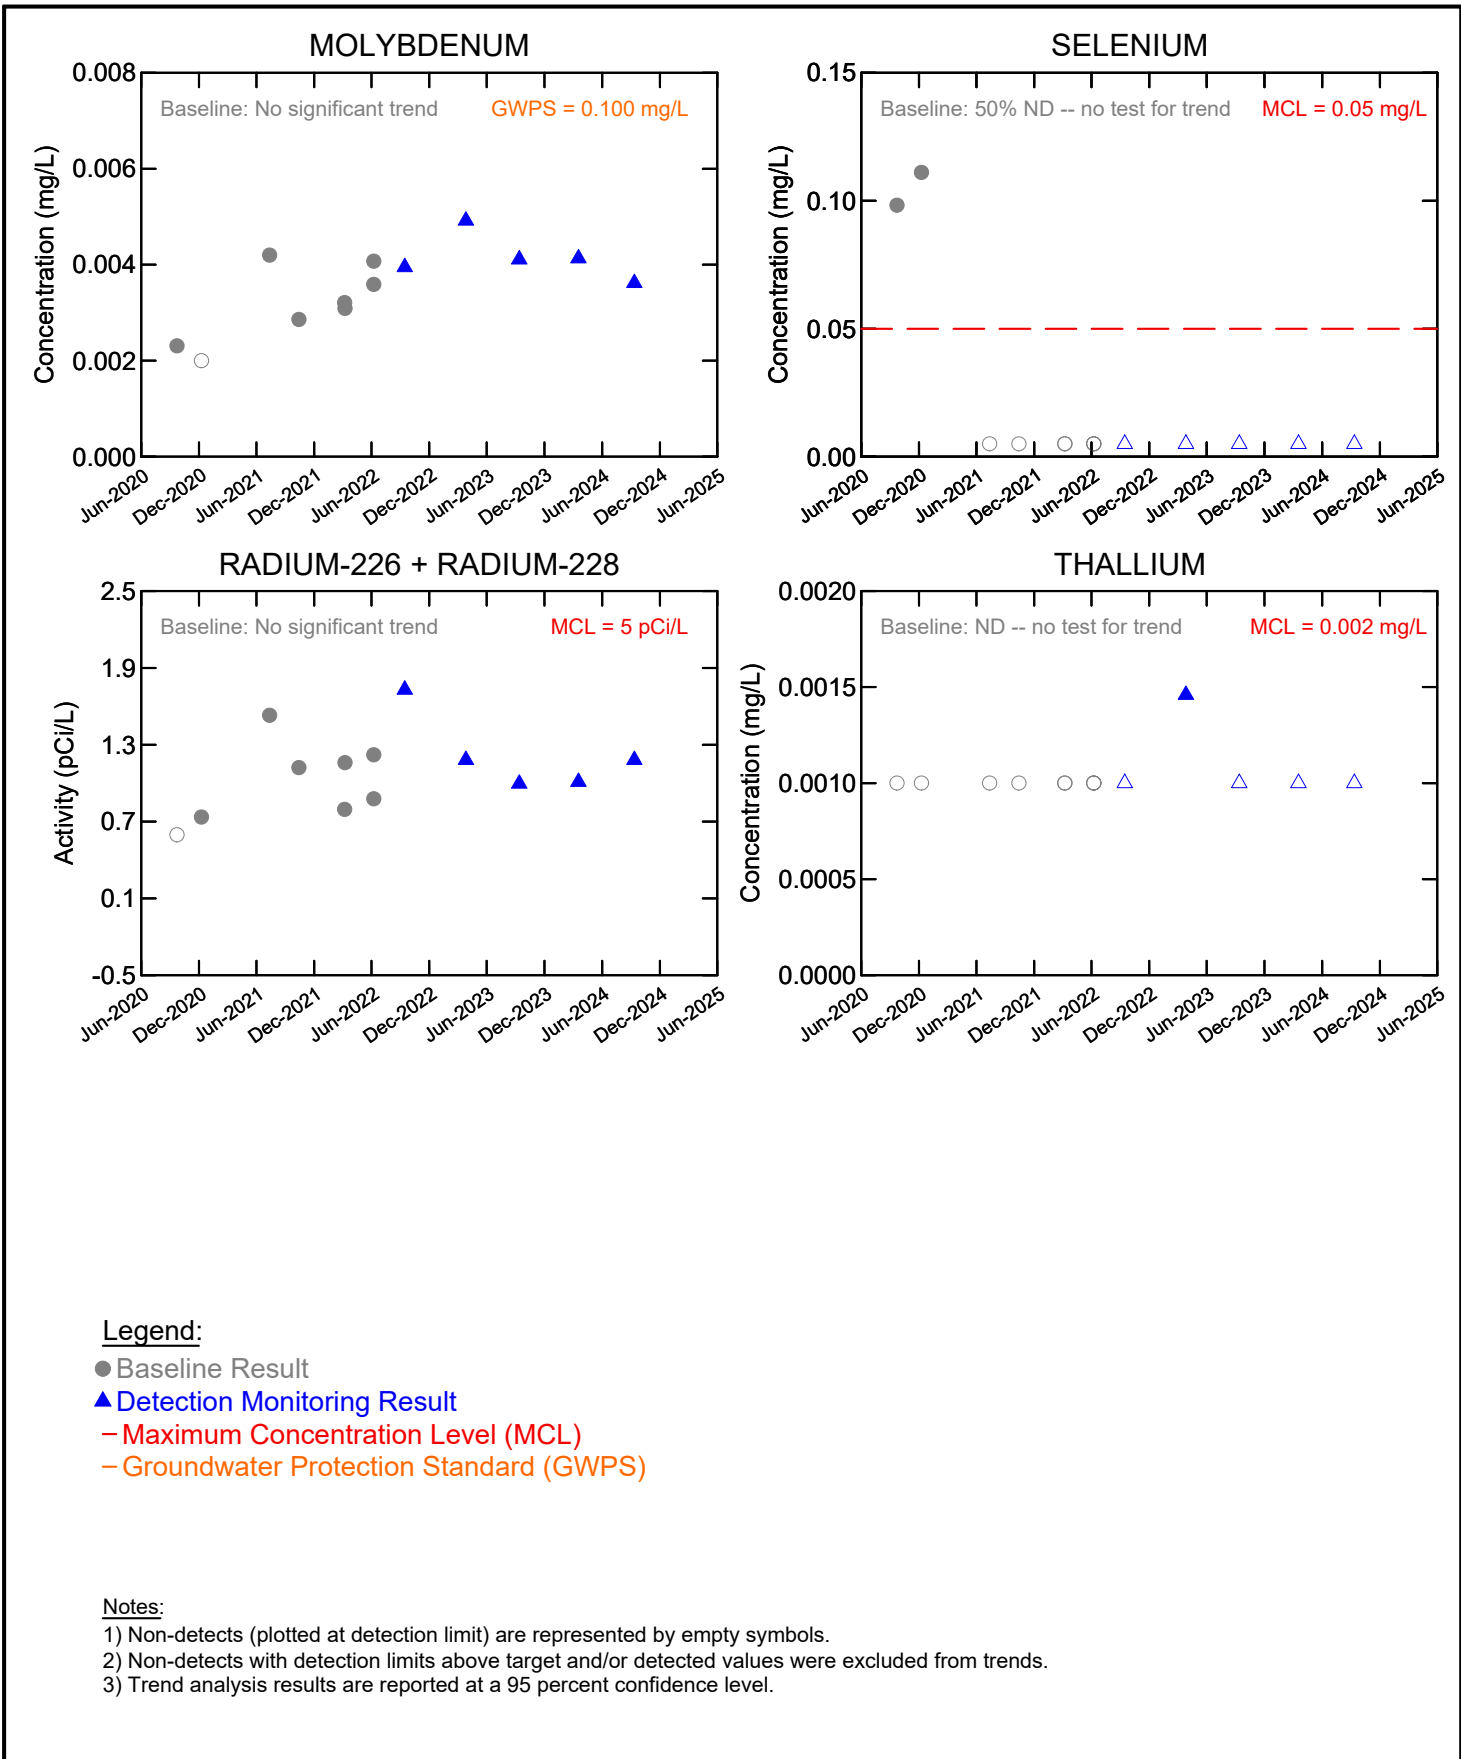 MOLYBDENUM
Baseline: No significant trend
GWPS = 0.100 mg/L
Concentration (mg/L)
0.008
0.006
0.004
0.002
0.000
Jun-2020
Dec-2020
Jun-2021
Dec-2021
Jun-2022
Dec-2022
Jun-2023
Dec-2023
Jun-2024
Dec-2024
Jun-2025
SELENIUM
Baseline: 50% ND -- no test for trend
MCL = 0.05 mg/L
Concentration (mg/L)
0.15
0.10
0.05
0.00
Jun-2020
Dec-2020
Jun-2021
Dec-2021
Jun-2022
Dec-2022
Jun-2023
Dec-2023
Jun-2024
Dec-2024
Jun-2025
RADIUM-226 + RADIUM-228
Baseline: No significant trend
MCL = 5 pCi/L
Activity (pCi/L)
2.5
1.9
1.3
0.7
0.1
-0.5
Jun-2020
Dec-2020
Jun-2021
Dec-2021
Jun-2022
Dec-2022
Jun-2023
Dec-2023
Jun-2024
Dec-2024
Jun-2025
THALLIUM
Baseline: ND -- no test for trend
MCL = 0.002 mg/L
Concentration (mg/L)
0.0020
0.0015
0.0010
0.0005
0.0000
Jun-2020
Dec-2020
Jun-2021
Dec-2021
Jun-2022
Dec-2022
Jun-2023
Dec-2023
Jun-2024
Dec-2024
Jun-2025
Legend:
Baseline Result
Detection Monitoring Result
Maximum Concentration Level (MCL)
Groundwater Protection Standard (GWPS)
Notes:
1) Non-detects (plotted at detection limit) are represented by empty symbols.
2) Non-detects with detection limits above target and/or detected values were excluded from trends.
3) Trend analysis results are reported at a 95 percent confidence level.